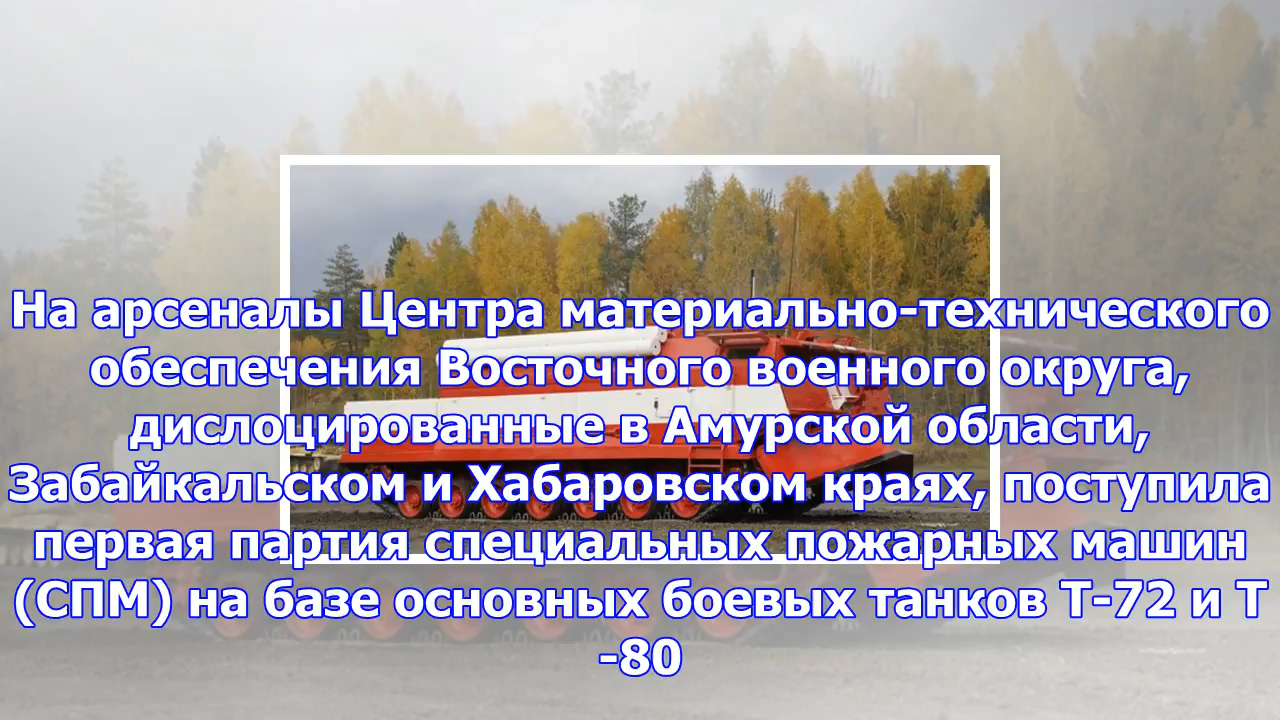 На арсеналы Центра материально-технического
обеспечения Восточного военного округа,
дислоцированные в Амурской области,
Забайкальском и Хабаровском краях, поступила
первая партия специальных пожарных машин
(СПМ) на базе основных боевых танков Т-72 и Т
-80